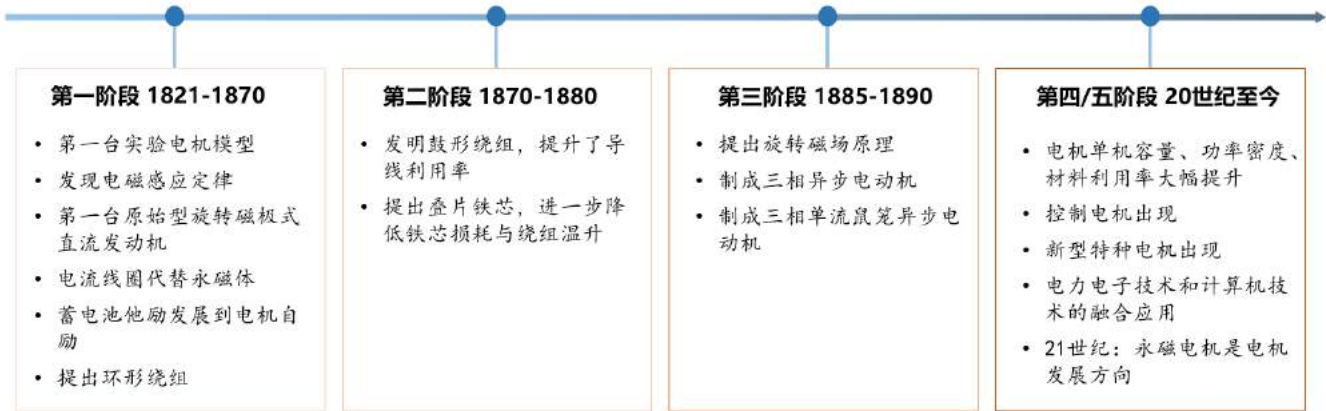 第一阶段 1821-1870
• 第一台实验电机模型
• 发现电磁感应定律
• 第一台原始型旋转磁极式
直流发动机
• 电流线圈代替永磁体
• 蓄电池他励发展到电机自
励
• 提出环形绕组
第二阶段 1870-1880
• 发明鼓形绕组，提升了导
线利用率
• 提出叠片铁芯，进一步降
低铁芯损耗与绕组温升
第三阶段 1885-1890
• 提出旋转磁场原理
• 制成三相异步电动机
• 制成三相单流鼠笼异步电
动机
第四/五阶段 20世纪至今
• 电机单机容量、功率密度、
材料利用率大幅提升
• 控制电机出现
• 新型特种电机出现
• 电力电子技术和计算机技
术的融合应用
• 21世纪：永磁电机是电机
发展方向